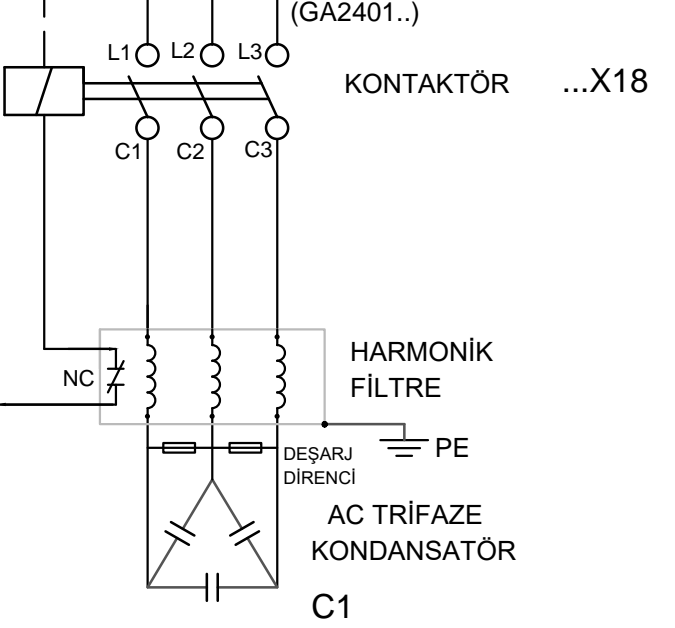 (GA2401..)
L1 L2 L3
KONTAKTÖR ...X18
C1 C2 C3
HARMONİK
FİLTRE
NC
PE
DEŞARJ
DİRENCİ
AC TRİFAZE
KONDANSATÖR
C1